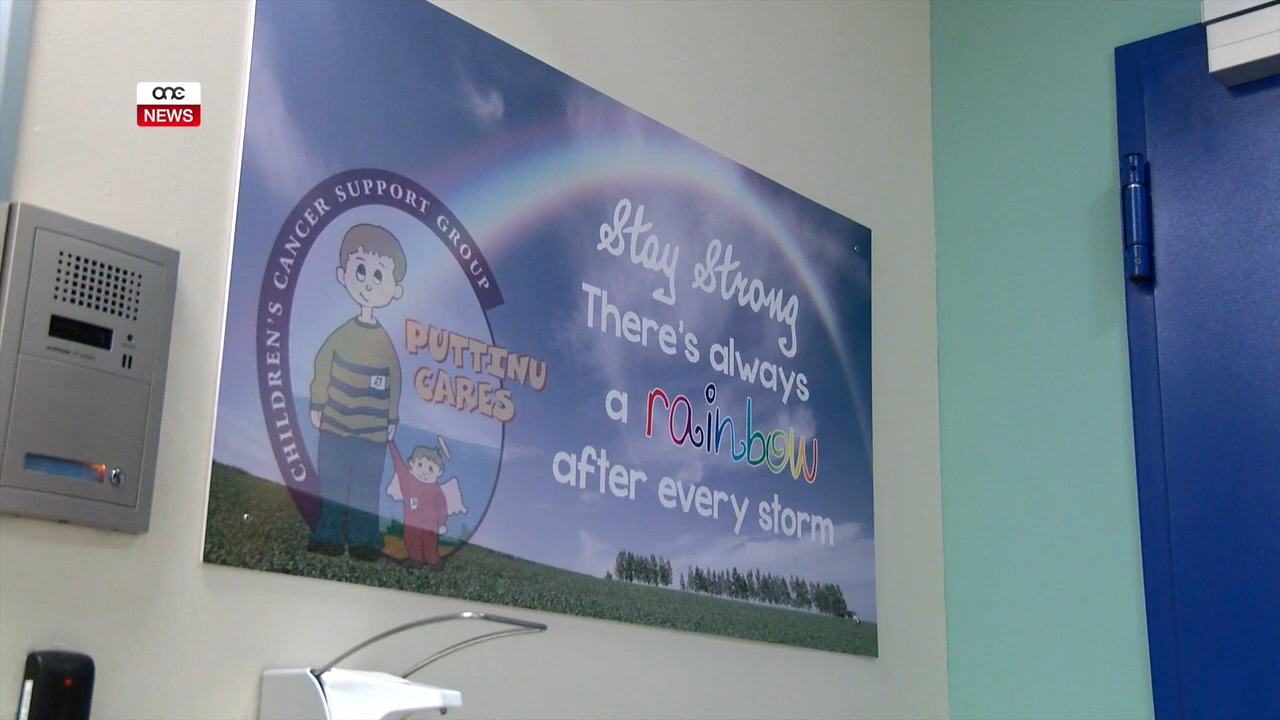 one
NEWS
CHILDREN'S CANCER SUPPORT GROUP
PUTTINU
CARES
Stay Strong
There's always
a rainbow
after every storm